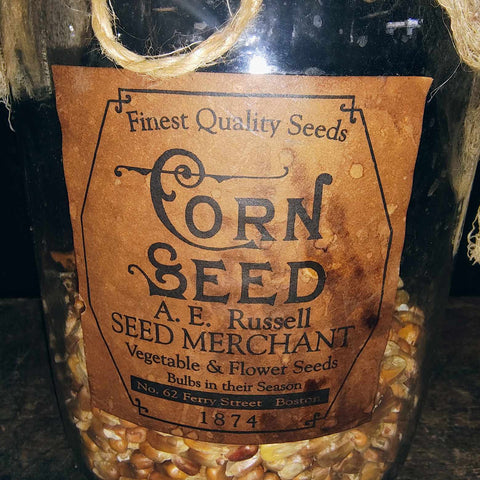 Finest Quality Seeds
CORN
SEED
A. E. Russell
SEED MERCHANT
Vegetable & Flower Seeds
Bulbs in their Season
No. 62 Ferry Street Boston
1874